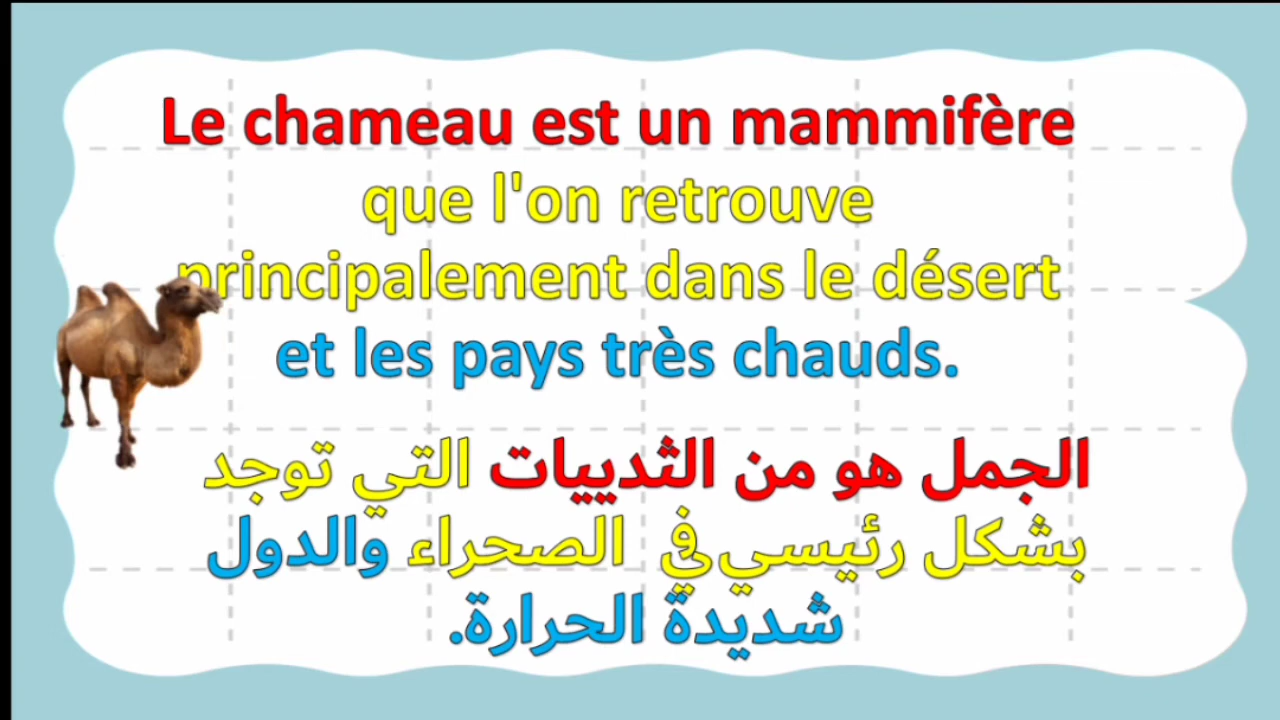 Le chameau est un mammifère
que l'on retrouve
principalement dans le désert
et les pays très chauds.
الجمل هو من الثدييات التي توجد
بشكل رئيسي في الصحراء والدول
شديدة الحرارة.